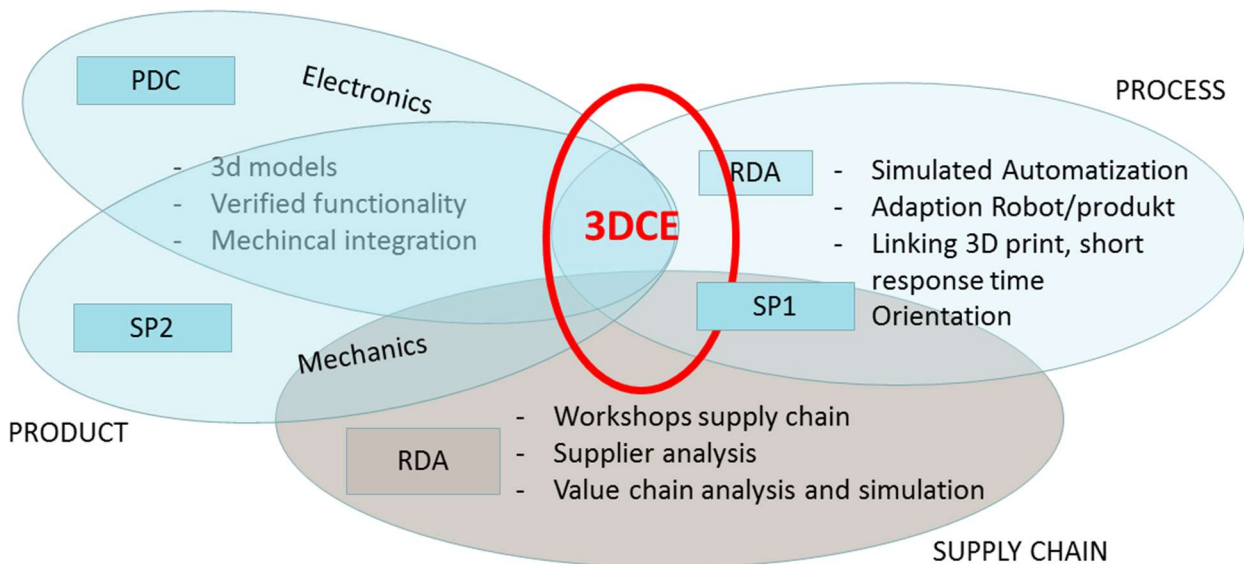 PDC
Electronics
- 3d models
- Verified functionality
- Mechincal integration
SP2
Mechanics
PRODUCT
3DCE
PROCESS
RDA
- Simulated Automatization
- Adaption Robot/produkt
- Linking 3D print, short
response time
- Orientation
SP1
RDA
- Workshops supply chain
- Supplier analysis
- Value chain analysis and simulation
SUPPLY CHAIN